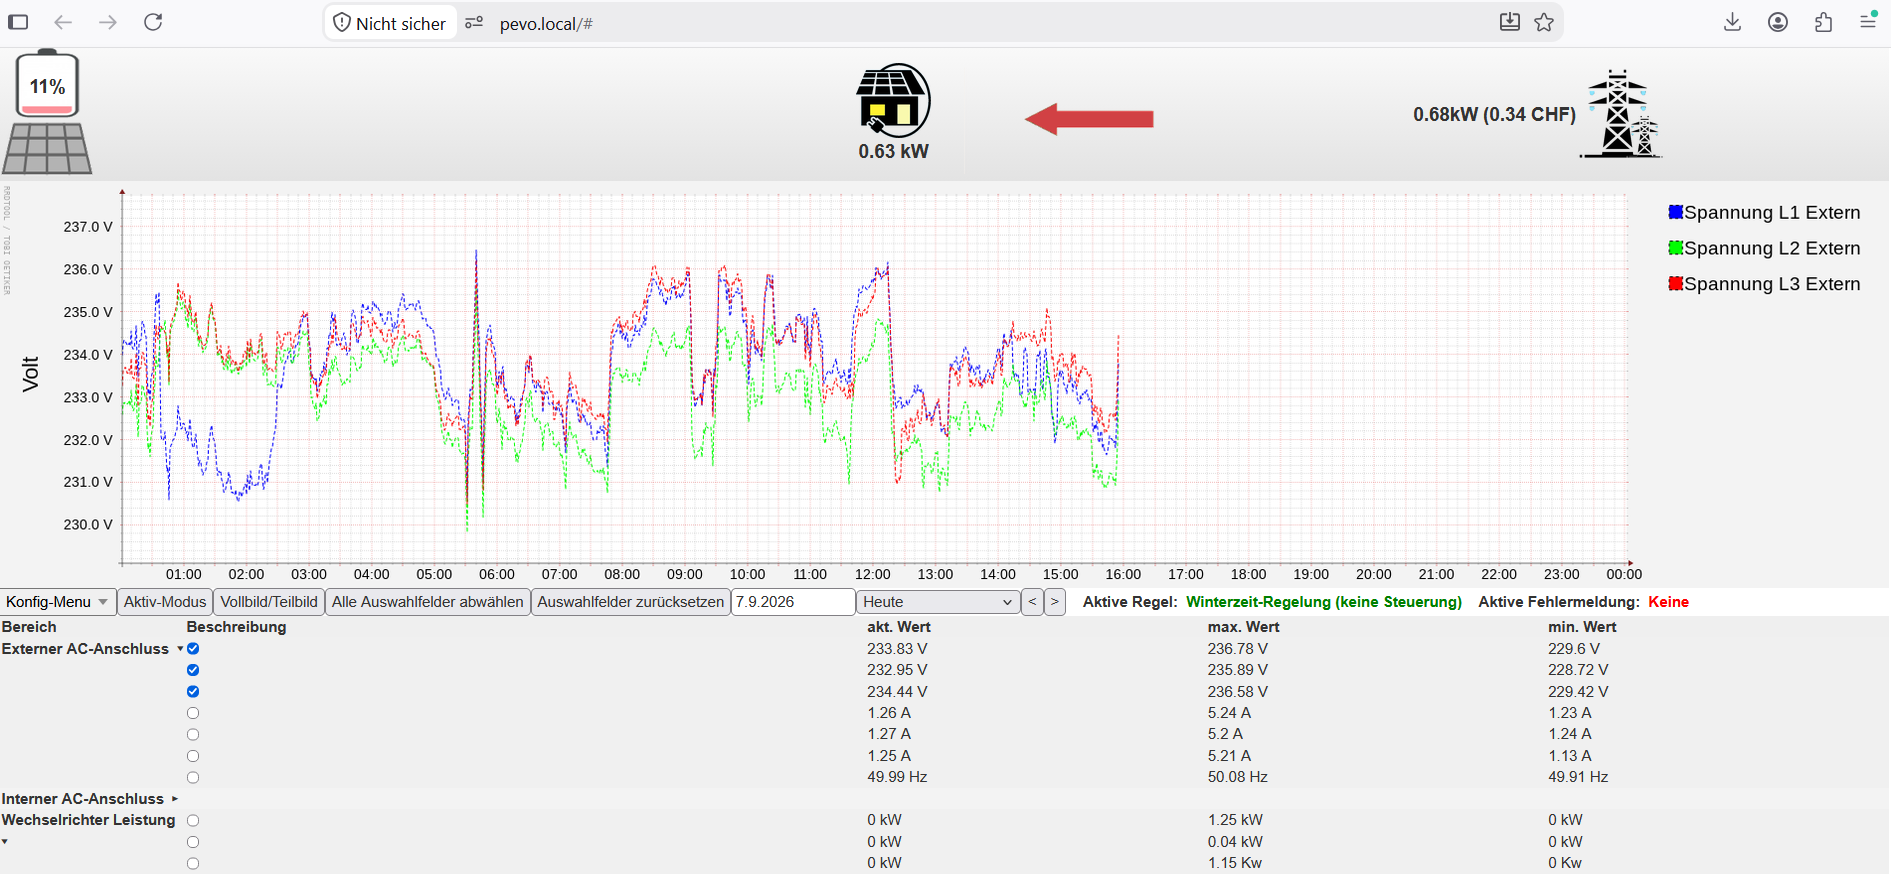 Nicht sicher pevo.local/#
11%
0.63 kW
0.68kW (0.34 CHF)
RRDTOOL / TOBI OETIKER
Volt
237.0 V
236.0 V
235.0 V
234.0 V
233.0 V
232.0 V
231.0 V
230.0 V
Spannung L1 Extern
Spannung L2 Extern
Spannung L3 Extern
01:00 02:00 03:00 04:00 05:00 06:00 07:00 08:00 09:00 10:00 11:00 12:00 13:00 14:00 15:00 16:00 17:00 18:00 19:00 20:00 21:00 22:00 23:00 00:00
Konfig-Menu Aktiv-Modus Vollbild/Teilbild Alle Auswahlfelder abwählen Auswahlfelder zurücksetzen 7.9.2026 Heute < > Aktive Regel: Winterzeit-Regelung (keine Steuerung) Aktive Fehlermeldung: Keine
Bereich Beschreibung akt. Wert max. Wert min. Wert
Externer AC-Anschluss 233.83 V 236.78 V 229.6 V
232.95 V 235.89 V 228.72 V
234.44 V 236.58 V 229.42 V
1.26 A 5.24 A 1.23 A
1.27 A 5.2 A 1.24 A
1.25 A 5.21 A 1.13 A
49.99 Hz 50.08 Hz 49.91 Hz
Interner AC-Anschluss
Wechselrichter Leistung 0 kW 1.25 kW 0 kW
0 kW 0.04 kW 0 kW
0 kW 1.15 Kw 0 Kw